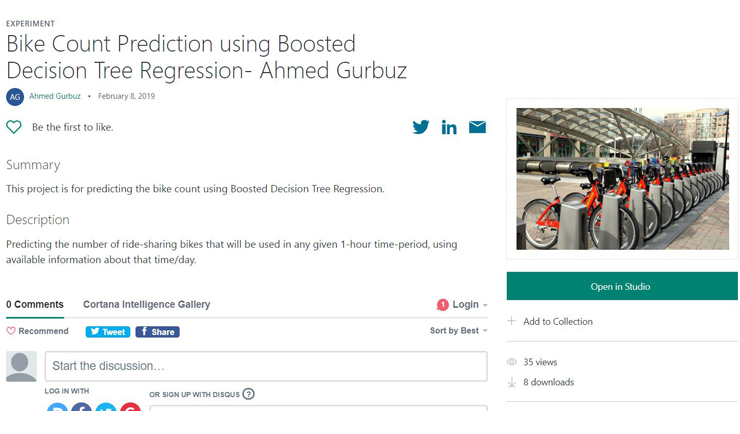 EXPERIMENT
Bike Count Prediction using Boosted
Decision Tree Regression- Ahmed Gurbuz
AG Ahmed Gurbuz • February 8, 2019
Be the first to like.
Summary
This project is for predicting the bike count using Boosted Decision Tree Regression.
Description
Predicting the number of ride-sharing bikes that will be used in any given 1-hour time-period, using
available information about that time/day.
0 Comments Cortana Intelligence Gallery 1 Login
Recommend Tweet f Share Sort by Best
Start the discussion…
LOG IN WITH
OR SIGN UP WITH DISQUS ?
Open in Studio
Add to Collection
35 views
8 downloads